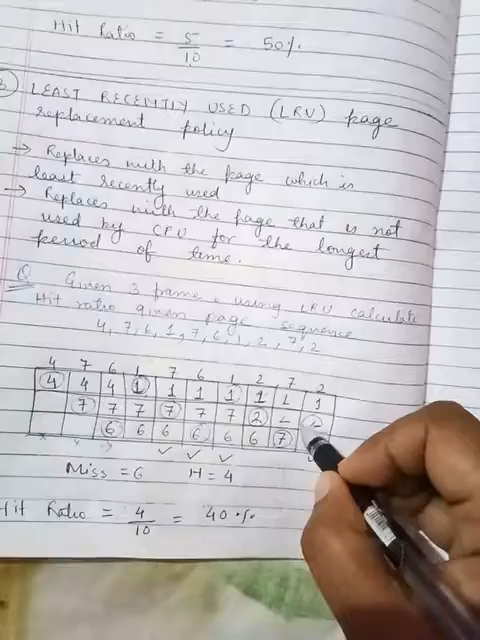 Hit Ratio = 5/10 = 50%.
LEAST RECENTLY USED (LRU) page
replacement policy
→ Replaces with the page which is
least recently used
→ Replaces with the page that is not
used by CPU for the longest
period of time.
Q Given 3 frame, using LRU calculate
Hit ratio given page sequence
4, 7, 6, 1, 7, 6, 1, 2, 7, 2
4 7 6 1 7 6 1 2 7 2
4 4 4 1 1 1 1 1 1 1
7 7 7 7 7 7 2 2 2
6 6 6 6 6 6 7
Miss = 6 H = 4
Hit Ratio = 4/10 = 40%